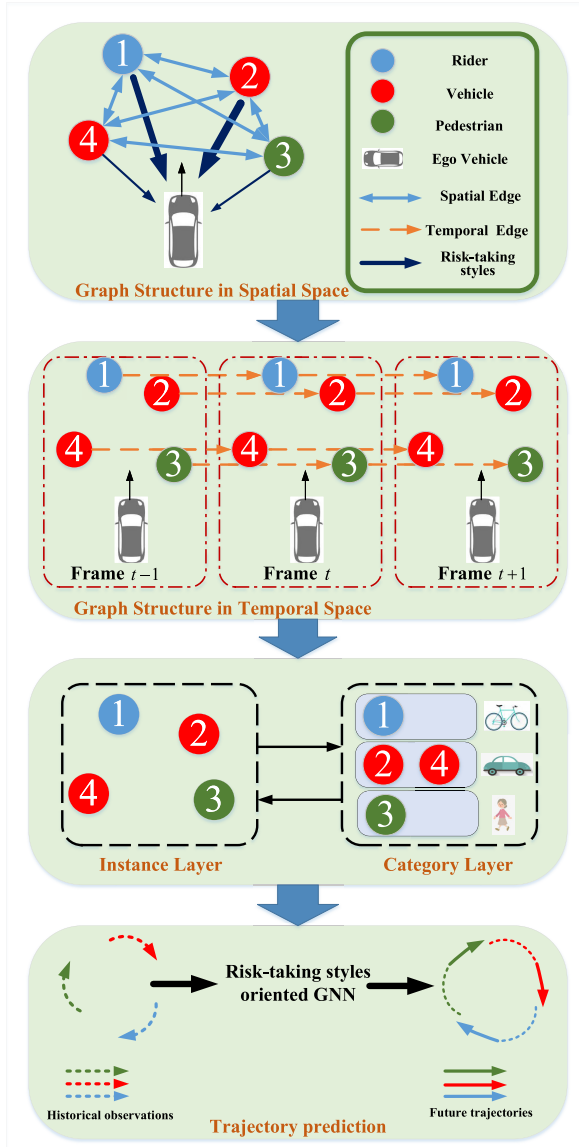 1
2
4
3
Rider
Vehicle
Pedestrian
Ego Vehicle
Spatial Edge
Temporal Edge
Risk-taking
styles
Graph Structure in Spatial Space
1
2
4
3
Frame t−1
1
2
4
3
Frame t
1
2
4
3
Frame t+1
Graph Structure in Temporal Space
1
2
4
3
Instance Layer
1
2 4
3
Category Layer
Risk-taking styles
oriented GNN
Historical observations
Future trajectories
Trajectory prediction